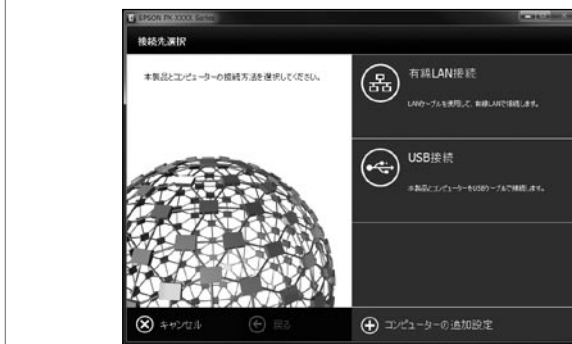 EPSON PX-XXXX Series
接続先選択
本製品とコンピューターの接続方法を選択してください。
有線LAN接続
LANケーブルを使用して、有線LANで接続します。
USB接続
本製品とコンピューターをUSBケーブルで接続します。
キャンセル
戻る
コンピューターの追加設定